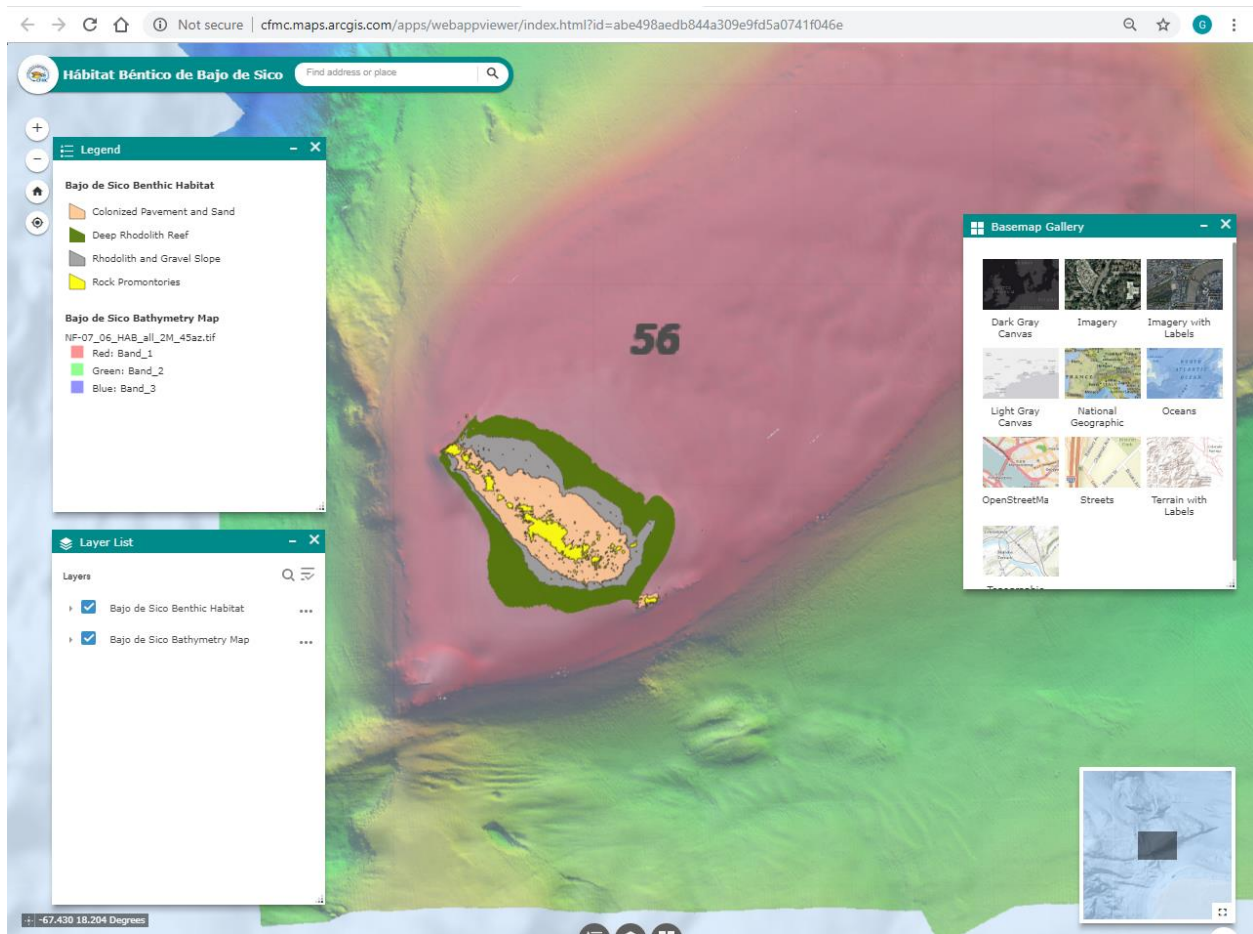 Not secure | cfmc.maps.arcgis.com/apps/webappviewer/index.html?id=abe498aedb844a309e9fd5a0741f046e
G
Hábitat Béntico de Bajo de Sico
Find address or place
+
−
Legend
Bajo de Sico Benthic Habitat
Colonized Pavement and Sand
Deep Rhodolith Reef
Rhodolith and Gravel Slope
Rock Promontories
Bajo de Sico Bathymetry Map
NF-07_06_HAB_all_2M_45az.tif
Red: Band_1
Green: Band_2
Blue: Band_3
56
Basemap Gallery
Dark Gray Canvas
Imagery
Imagery with Labels
FRANCE
Light Gray Canvas
National Geographic
Oceans
OpenStreetMa
Streets
Terrain with Labels
Topographic
Layer List
Layers
Bajo de Sico Benthic Habitat
Bajo de Sico Bathymetry Map
-67.430 18.204 Degrees